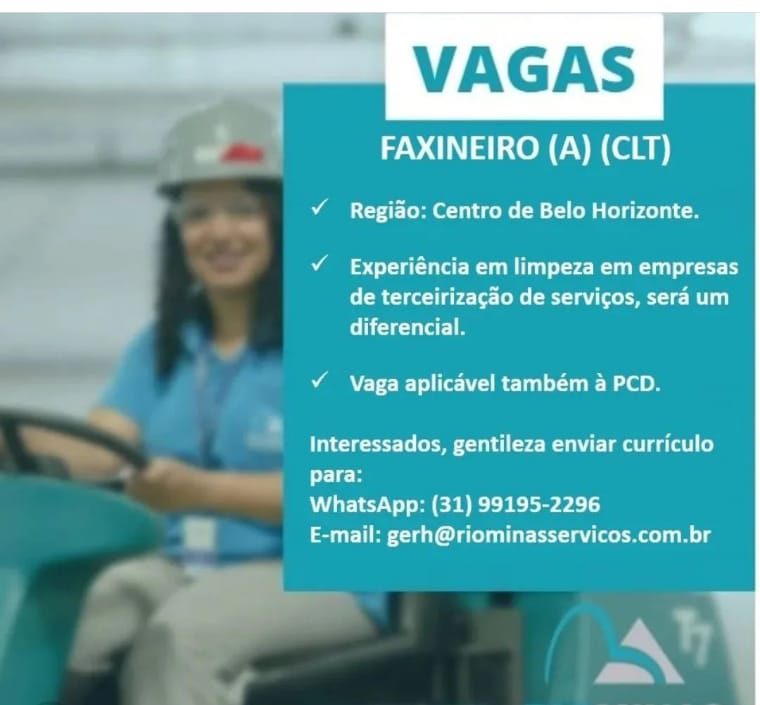 VAGAS
FAXINEIRO (A) (CLT)
✓ Região: Centro de Belo Horizonte.
✓ Experiência em limpeza em empresas
de terceirização de serviços, será um
diferencial.
✓ Vaga aplicável também à PCD.
Interessados, gentileza enviar currículo
para:
WhatsApp: (31) 99195-2296
E-mail: gerh@riominasservicos.com.br
T7